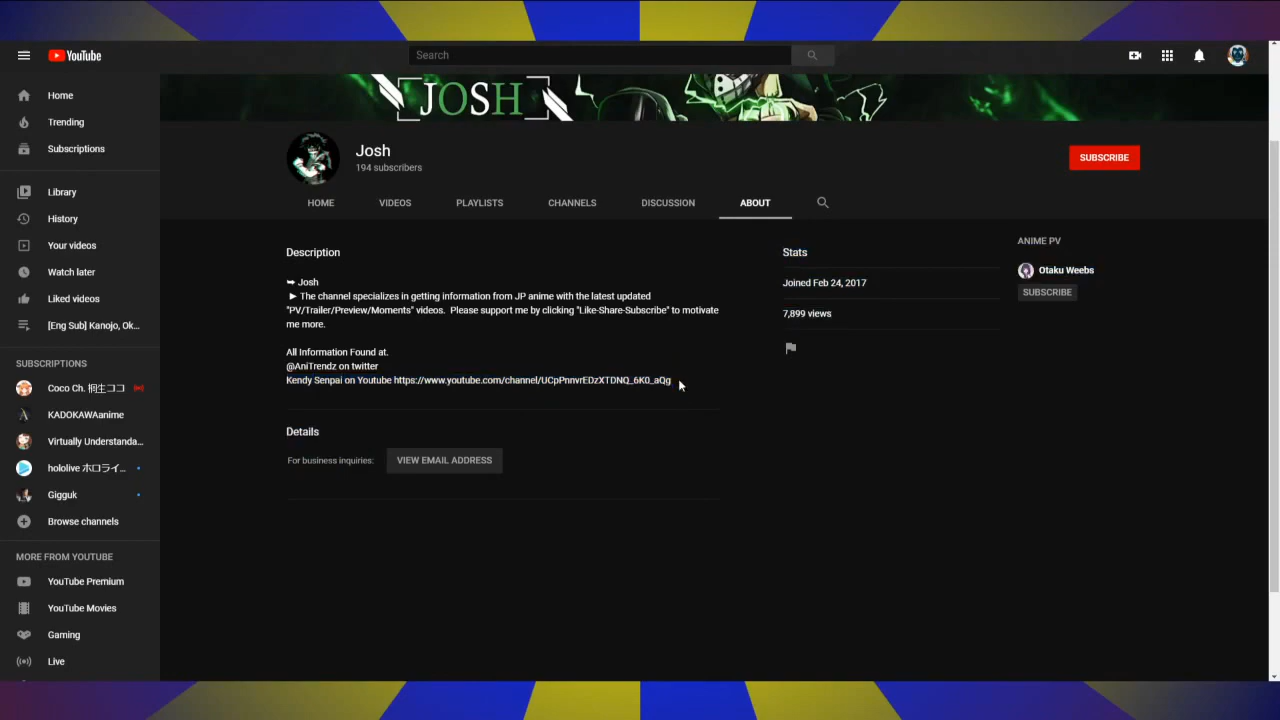 YouTube
Search
Home
Trending
Subscriptions
Library
History
Your videos
Watch later
Liked videos
[Eng Sub] Kanojo, Ok...
SUBSCRIPTIONS
Coco Ch. 桐生ココ
KADOKAWAanime
Virtually Understanda...
hololive ホロライ...
Gigguk
Browse channels
MORE FROM YOUTUBE
YouTube Premium
YouTube Movies
Gaming
Live
JOSH
Josh
194 subscribers
SUBSCRIBE
HOME
VIDEOS
PLAYLISTS
CHANNELS
DISCUSSION
ABOUT
Description
➥ Josh
► The channel specializes in getting information from JP anime with the latest updated
"PV/Trailer/Preview/Moments" videos.  Please support me by clicking "Like-Share-Subscribe" to motivate
me more.
All Information Found at.
@AniTrendz on twitter
Kendy Senpai on Youtube https://www.youtube.com/channel/UCpPnnvrEDzXTDNQ_6K0_aQg
Details
For business inquiries:
VIEW EMAIL ADDRESS
Stats
Joined Feb 24, 2017
7,899 views
ANIME PV
Otaku Weebs
SUBSCRIBE